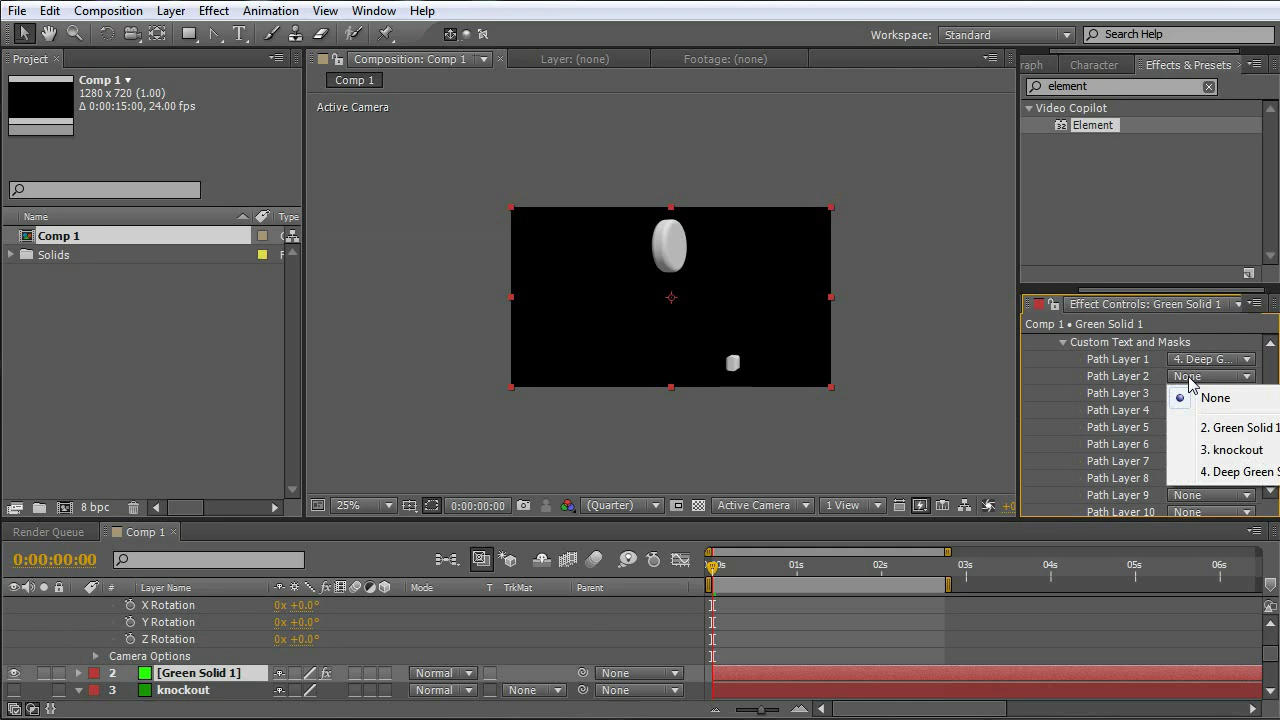 File Edit Composition Layer Effect Animation View Window Help
T
Workspace: Standard
Search Help
Project
Composition: Comp 1
Layer: (none)
Footage: (none)
raph
Character
Effects & Presets
Comp 1
1280 x 720 (1.00)
Δ 0:00:15:00, 24.00 fps
Comp 1
element
Active Camera
Video Copilot
32 Element
Name
Type
Comp 1
Solids
Effect Controls: Green Solid 1
Comp 1 • Green Solid 1
Custom Text and Masks
Path Layer 1 4. Deep G...
Path Layer 2 None
Path Layer 3
None
Path Layer 4
Path Layer 5
2. Green Solid 1
Path Layer 6
3. knockout
Path Layer 7
4. Deep Green S
Path Layer 8
Path Layer 9 None
Path Layer 10 None
8 bpc
25%
0:00:00:00
(Quarter)
Active Camera
1 View
+0
Render Queue
Comp 1
0:00:00:00
0s 01s 02s 03s 04s 05s 06s
# Layer Name
fx
Mode T TrkMat Parent
X Rotation 0x +0.0°
Y Rotation 0x +0.0°
Z Rotation 0x +0.0°
Camera Options
2 [Green Solid 1] fx Normal None
3 knockout Normal None None